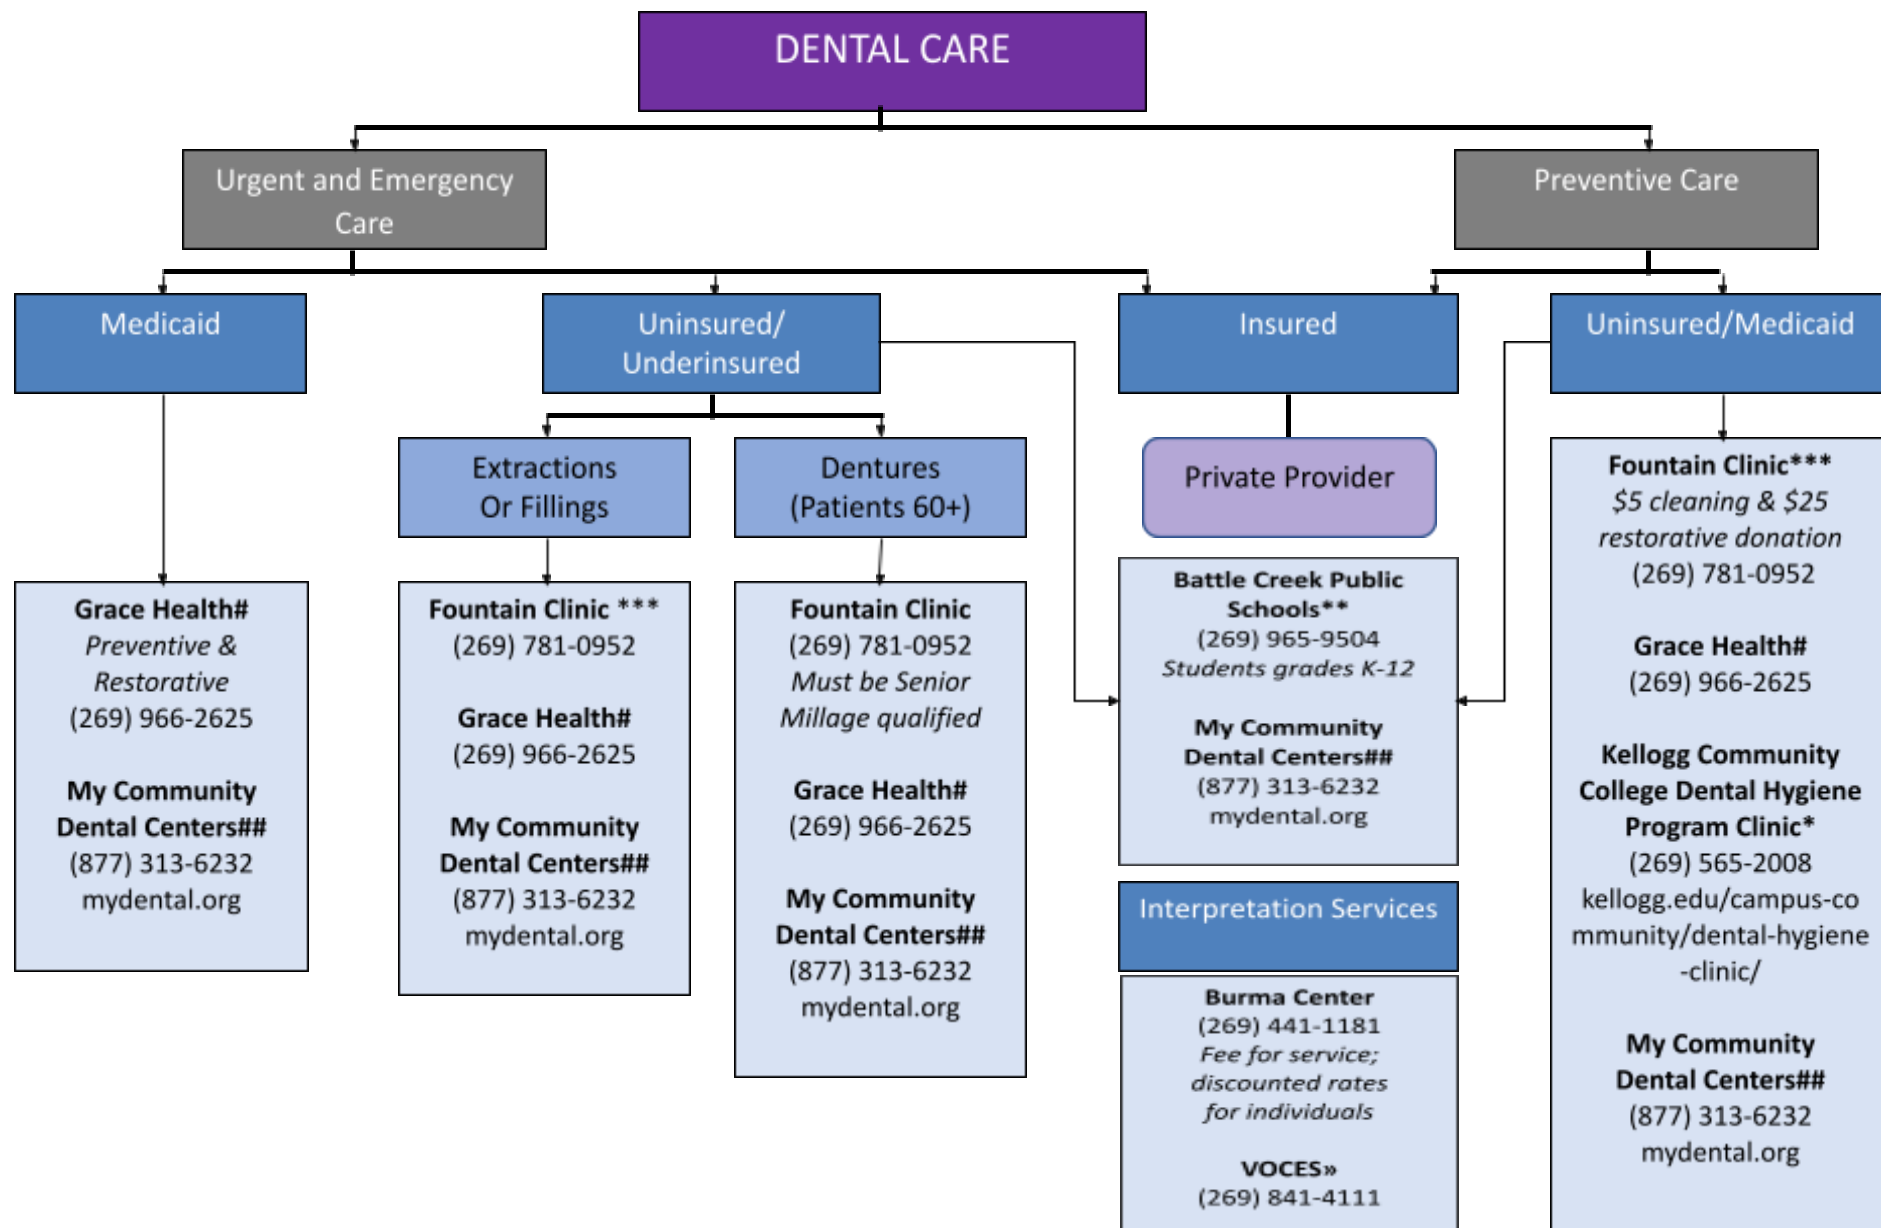 DENTAL CARE
Urgent and Emergency
Care
Preventive Care
Medicaid
Uninsured/
Underinsured
Insured
Uninsured/Medicaid
Extractions
Or Fillings
Dentures
(Patients 60+)
Private Provider
Grace Health#
Preventive &
Restorative
(269) 966-2625
My Community
Dental Centers##
(877) 313-6232
mydental.org
Fountain Clinic ***
(269) 781-0952
Grace Health#
(269) 966-2625
My Community
Dental Centers##
(877) 313-6232
mydental.org
Fountain Clinic
(269) 781-0952
Must be Senior
Millage qualified
Grace Health#
(269) 966-2625
My Community
Dental Centers##
(877) 313-6232
mydental.org
Battle Creek Public
Schools**
(269) 965-9504
Students grades K-12
My Community
Dental Centers##
(877) 313-6232
mydental.org
Interpretation Services
Burma Center
(269) 441-1181
Fee for service;
discounted rates
for individuals
VOCES»
(269) 841-4111
Fountain Clinic***
$5 cleaning & $25
restorative donation
(269) 781-0952
Grace Health#
(269) 966-2625
Kellogg Community
College Dental Hygiene
Program Clinic*
(269) 565-2008
kellogg.edu/campus-co
mmunity/dental-hygiene
-clinic/
My Community
Dental Centers##
(877) 313-6232
mydental.org